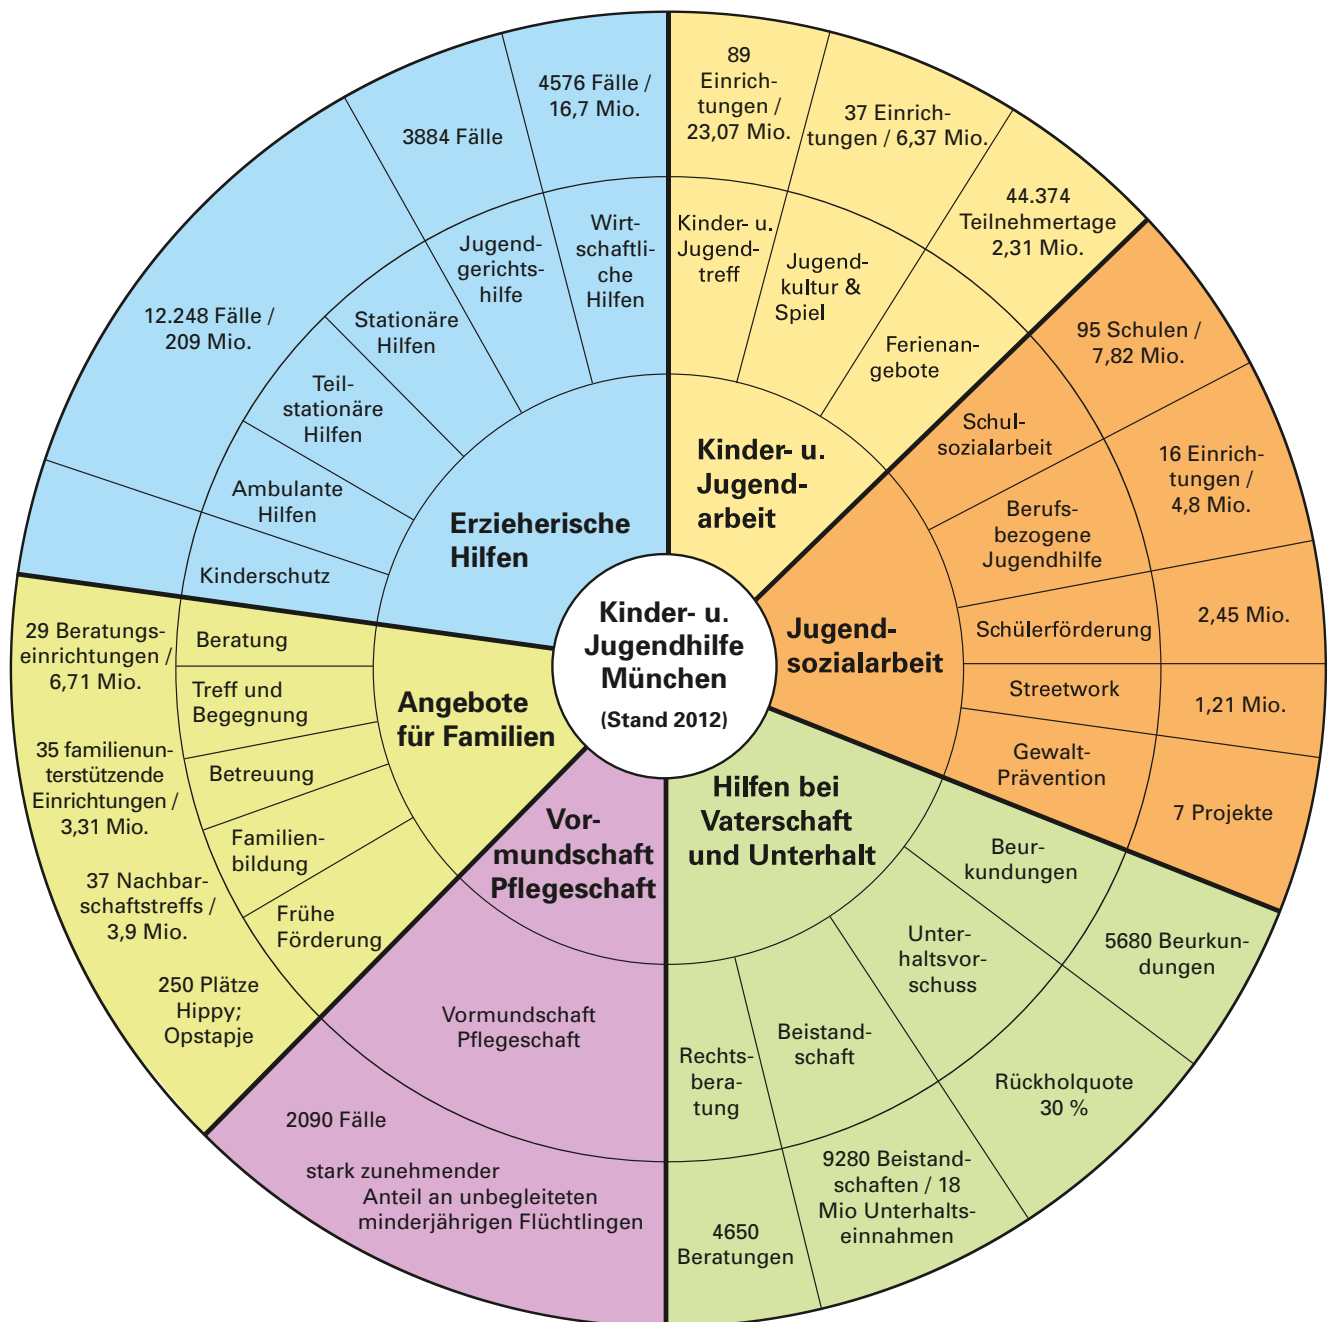 Kinder- u.
Jugendhilfe
München
(Stand 2012)
Kinder- u.
Jugend-
arbeit
Kinder- u.
Jugend-
treff
89
Einrich-
tungen /
23,07 Mio.
Jugend-
kultur &
Spiel
37 Einrich-
tungen / 6,37 Mio.
Ferienan-
gebote
44.374
Teilnehmertage
2,31 Mio.
Jugend-
sozialarbeit
Schul-
sozialarbeit
95 Schulen /
7,82 Mio.
Berufs-
bezogene
Jugendhilfe
16 Einrich-
tungen /
4,8 Mio.
Schülerförderung
2,45 Mio.
Streetwork
1,21 Mio.
Gewalt-
Prävention
7 Projekte
Hilfen bei
Vaterschaft
und Unterhalt
Beur-
kundungen
5680 Beurkun-
dungen
Unter-
haltsvor-
schuss
Rückholquote
30 %
Beistand-
schaft
9280 Beistand-
schaften / 18
Mio Unterhalts-
einnahmen
Rechts-
bera-
tung
4650
Beratungen
Vor-
mundschaft
Pflegeschaft
Vormundschaft
Pflegeschaft
2090 Fälle
stark zunehmender
Anteil an unbegleiteten
minderjährigen Flüchtlingen
Angebote
für Familien
Frühe
Förderung
Familien-
bildung
Betreuung
Treff und
Begegnung
Beratung
29 Beratungs-
einrichtungen /
6,71 Mio.
35 familienun-
terstützende
Einrichtungen /
3,31 Mio.
37 Nachbar-
schaftstreffs /
3,9 Mio.
250 Plätze
Hippy;
Opstapje
Erzieherische
Hilfen
Kinderschutz
Ambulante
Hilfen
Teil-
stationäre
Hilfen
Stationäre
Hilfen
12.248 Fälle /
209 Mio.
Jugend-
gerichts-
hilfe
3884 Fälle
Wirt-
schaftli-
che
Hilfen
4576 Fälle /
16,7 Mio.